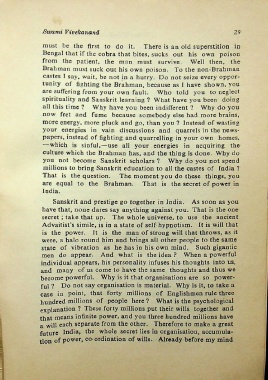 Swami Vivekanand 29
must be the first to do it. There is an old superstition in
Bengal that if the cobra that bites, sucks out his own poison
from the patient, the man must survive. Well then, the
Brahman must suck out his own poison. To the non-Brahman
castes I say, wait, be not in a hurry. Do not seize every oppor-
tunity of fighting the Brahman, because as I have shown, you
are suffering from your own fault. Who told you to neglect
spirituality and Sanskrit learning? What have you been doing
all this time? Why have you been indifferent? Why do you
now fret and fume because somebody else had more brains,
more energy, more pluck and go, than you? Instead of wasting
your energies in vain discussions and quarrels in the news-
papers, instead of fighting and quarrelling in your own homes,
—which is sinful,—use all your energies in acquiring the
culture which the Brahman has, and the thing is done. Why do
you not become Sanskrit scholars? Why do you not spend
millions to bring Sanskrit education to all the castes of India?
That is the question. The moment you do these things, you
are equal to the Brahman. That is the secret of power in
India.
Sanskrit and prestige go together in India. As soon as you
have that, none dares say anything against you. That is the one
secret; take that up. The whole universe, to use the ancient
Advaitist's simile, is in a state of self-hypnotism. It is will that
is the power. It is the man of strong will that throws, as it
were, a halo round him and brings all other people to the same
state of vibration as he has in his own mind. Such gigantic
men do appear. And what is the idea? When a powerful
individual appears, his personality infuses his thoughts into us,
and many of us come to have the same thoughts and thus we
become powerful. Why is it that organisations are so power-
ful? Do not say organisation is material. Why is it, to take a
case in point, that forty millions of Englishmen rule three
hundred millions of people here? What is the psychological
explanation? These forty millions put their wills together and
that means infinite power, and you three hundred millions have
a will each separate from the other. Therefore to make a great
future India, the whole secret lies in organisation, accumula-
tion of power, co ordination of wills. Already before my mind